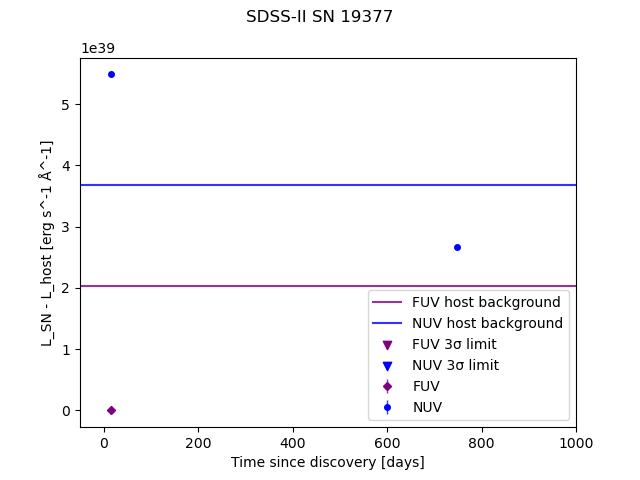 SDSS-II SN 19377
1e39
L_SN - L_host [erg s^-1 Å^-1]
5
4
3
2
1
0
FUV host background
NUV host background
FUV 3σ limit
NUV 3σ limit
FUV
NUV
0 200 400 600 800 1000
Time since discovery [days]